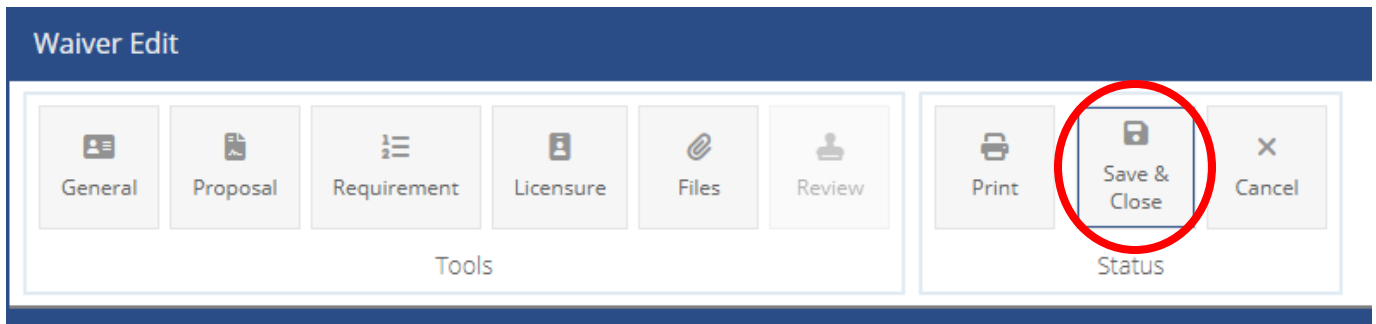 Waiver Edit
General
Proposal
Requirement
Licensure
Files
Review
Print
Save &
Close
Cancel
Tools
Status